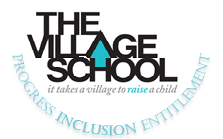 THE
VILLAGE
SCHOOL
it takes a village to raise a child
PROGRESS INCLUSION ENTITLEMENT